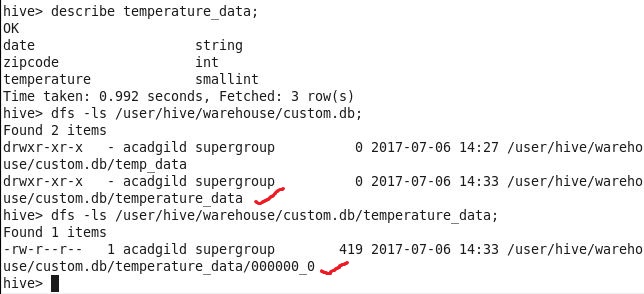 hive> describe temperature_data;
OK
date                    string
zipcode                 int
temperature             smallint
Time taken: 0.992 seconds, Fetched: 3 row(s)
hive> dfs -ls /user/hive/warehouse/custom.db;
Found 2 items
drwxr-xr-x   - acadgild supergroup          0 2017-07-06 14:27 /user/hive/wareho
use/custom.db/temp_data
drwxr-xr-x   - acadgild supergroup          0 2017-07-06 14:33 /user/hive/wareho
use/custom.db/temperature_data
hive> dfs -ls /user/hive/warehouse/custom.db/temperature_data;
Found 1 items
-rw-r--r--   1 acadgild supergroup        419 2017-07-06 14:33 /user/hive/wareho
use/custom.db/temperature_data/000000_0
hive>